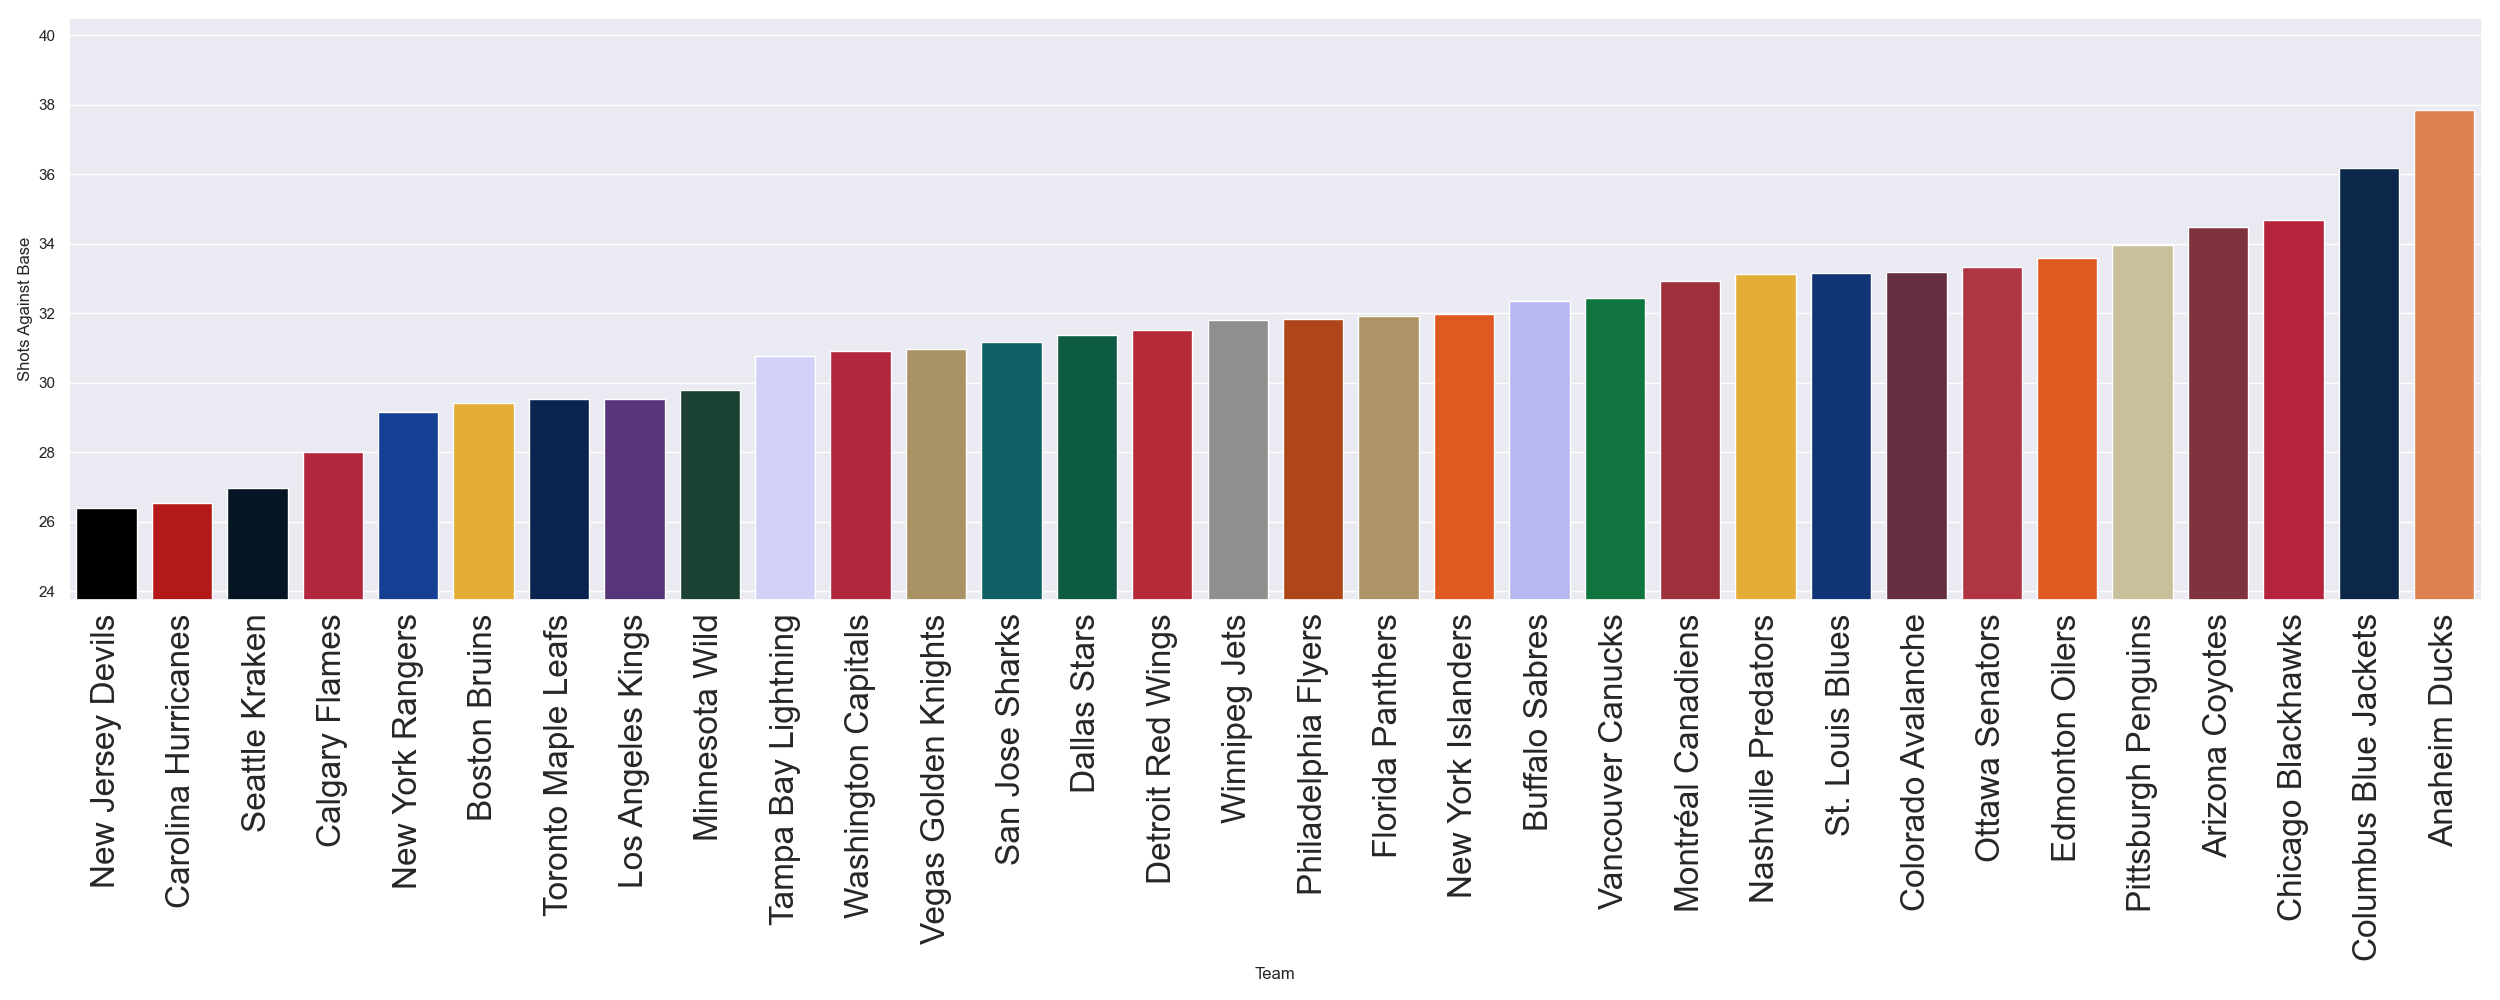 40
38
36
34
32
30
28
26
24
Shots Against Base
New Jersey Devils
Carolina Hurricanes
Seattle Kraken
Calgary Flames
New York Rangers
Boston Bruins
Toronto Maple Leafs
Los Angeles Kings
Minnesota Wild
Tampa Bay Lightning
Washington Capitals
Vegas Golden Knights
San Jose Sharks
Dallas Stars
Detroit Red Wings
Winnipeg Jets
Philadelphia Flyers
Florida Panthers
New York Islanders
Buffalo Sabres
Vancouver Canucks
Montréal Canadiens
Nashville Predators
St. Louis Blues
Colorado Avalanche
Ottawa Senators
Edmonton Oilers
Pittsburgh Penguins
Arizona Coyotes
Chicago Blackhawks
Columbus Blue Jackets
Anaheim Ducks
Team